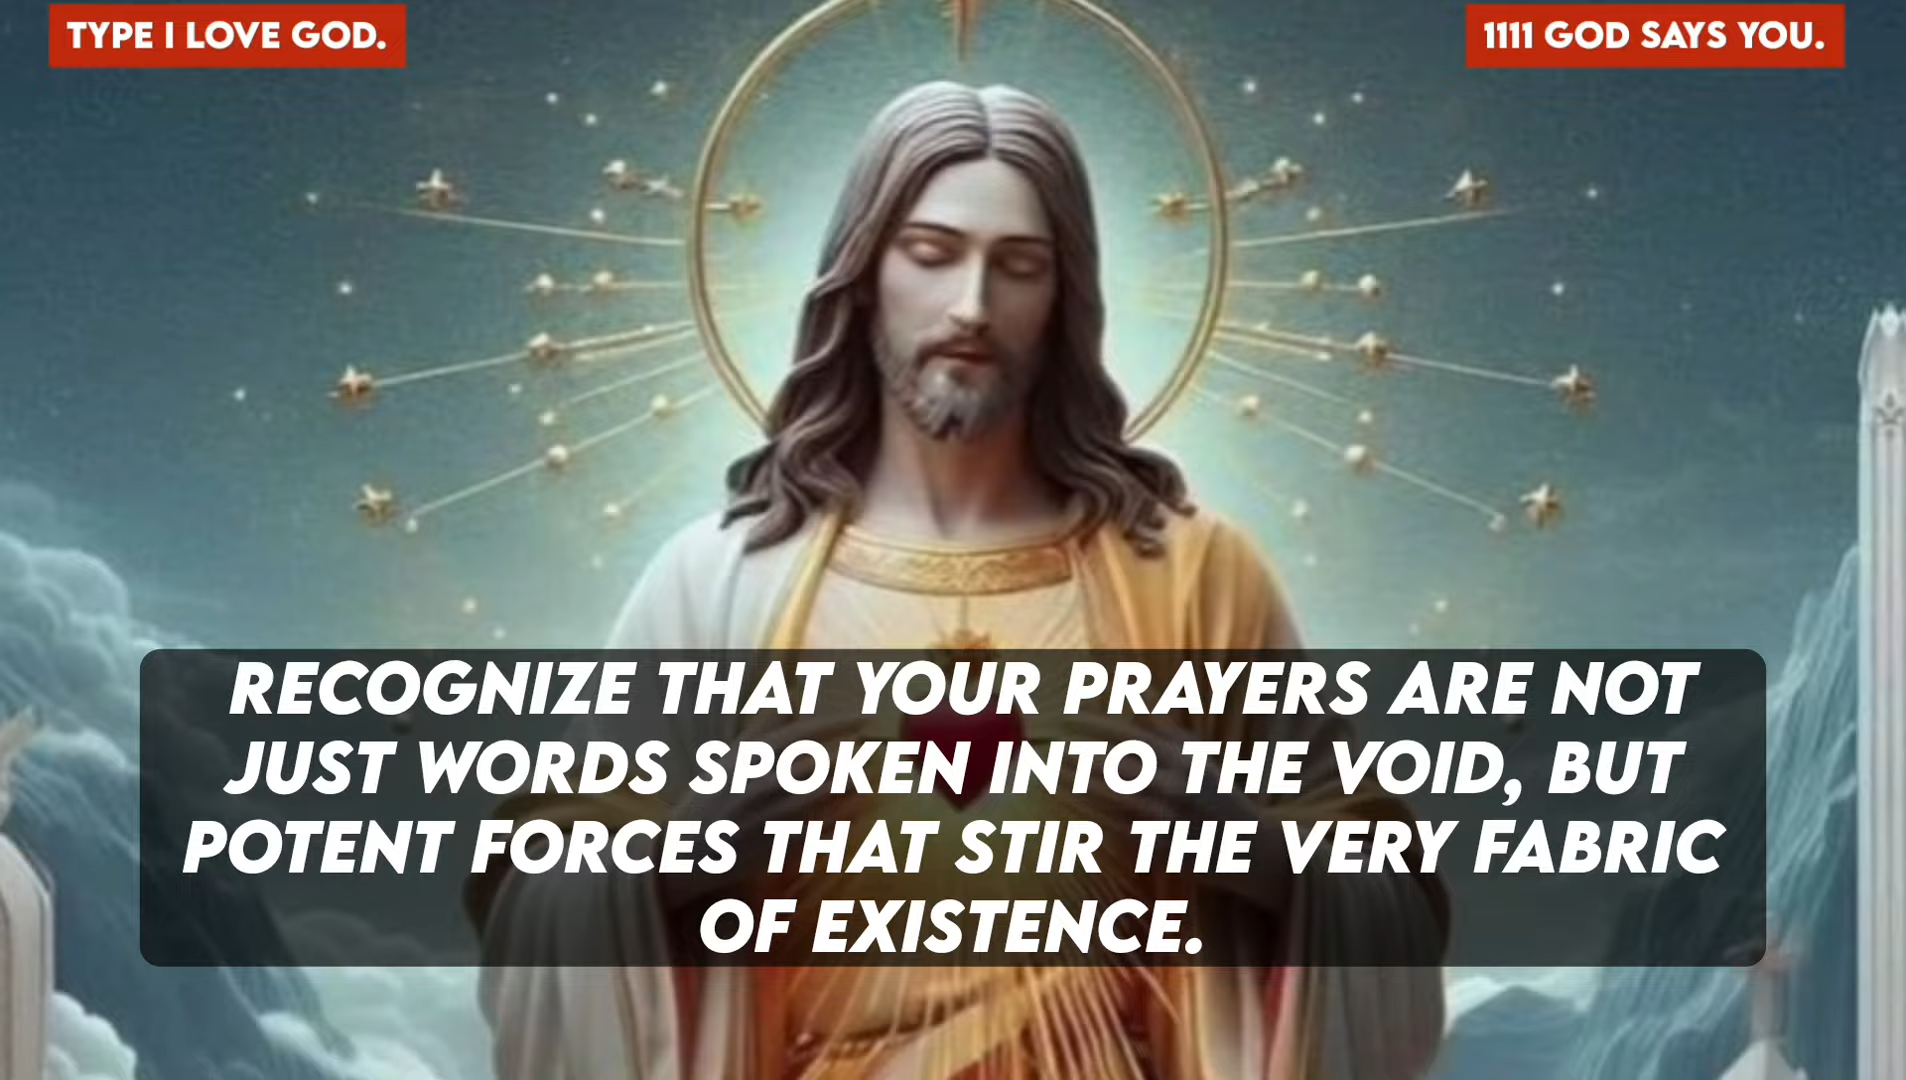 TYPE I LOVE GOD.
1111 GOD SAYS YOU.
RECOGNIZE THAT YOUR PRAYERS ARE NOT
JUST WORDS SPOKEN INTO THE VOID, BUT
POTENT FORCES THAT STIR THE VERY FABRIC
OF EXISTENCE.